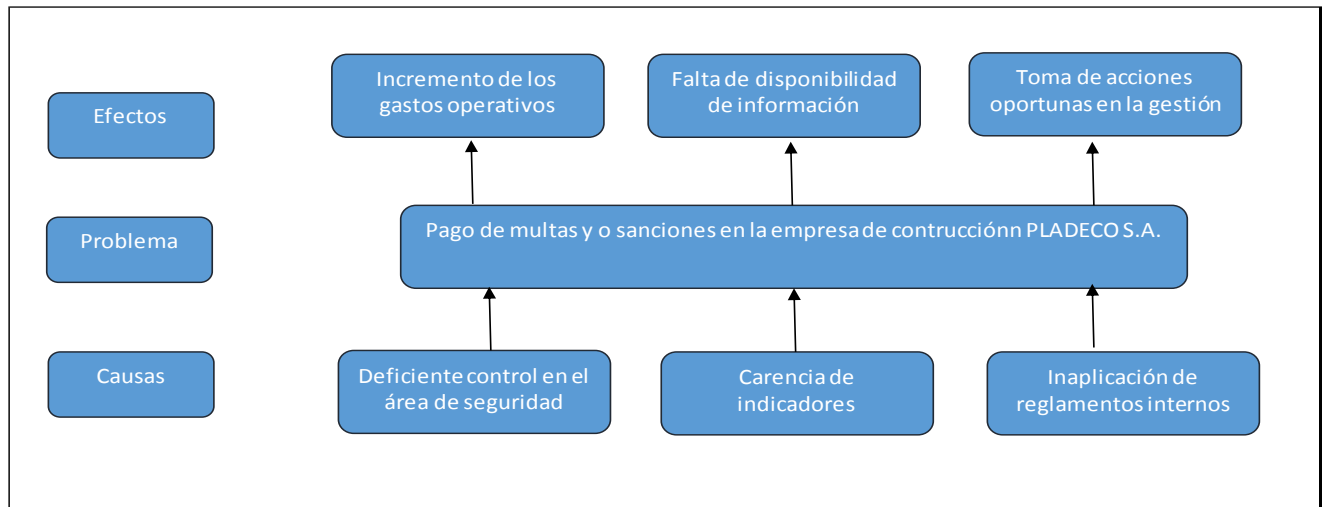 Efectos
Incremento de los
gastos operativos
Falta de disponibilidad
de información
Toma de acciones
oportunas en la gestión
Problema
Pago de multas y o sanciones en la empresa de contrucciónn PLADECO S.A.
Causas
Deficiente control en el
área de seguridad
Carencia de
indicadores
Inaplicación de
reglamentos internos